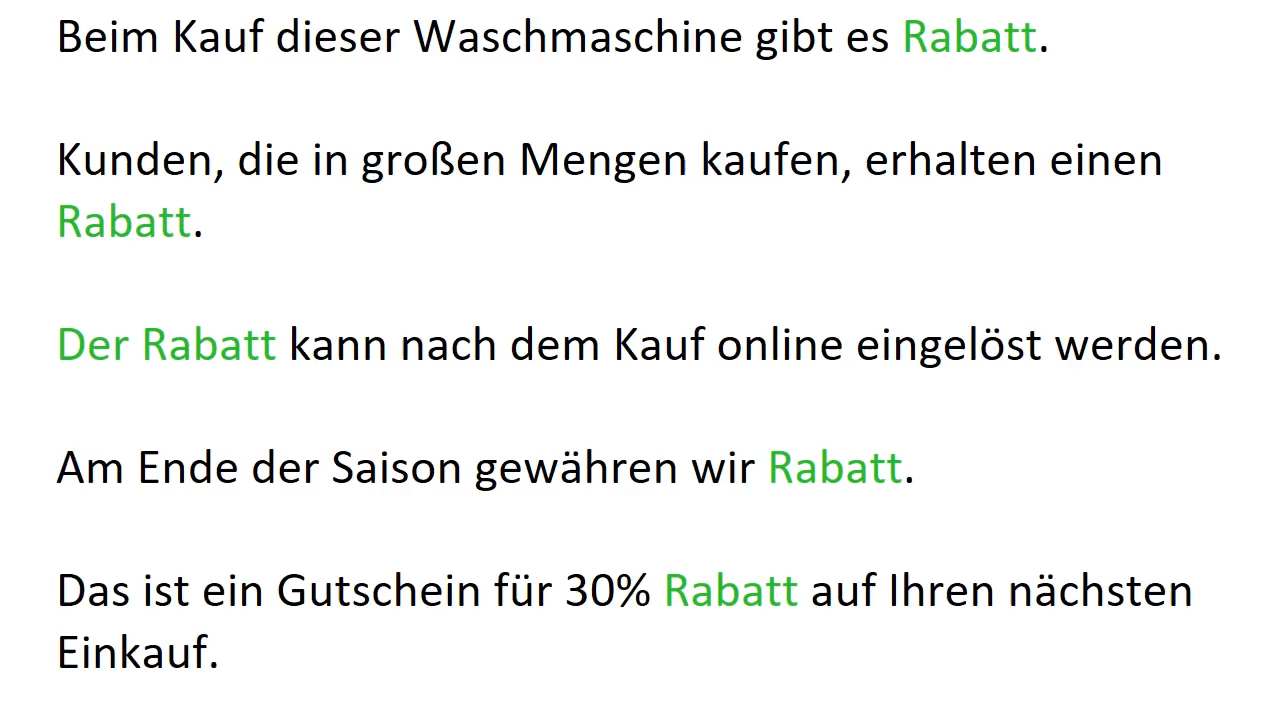 Beim Kauf dieser Waschmaschine gibt es Rabatt.
Kunden, die in großen Mengen kaufen, erhalten einen
Rabatt.
Der Rabatt kann nach dem Kauf online eingelöst werden.
Am Ende der Saison gewähren wir Rabatt.
Das ist ein Gutschein für 30% Rabatt auf Ihren nächsten
Einkauf.